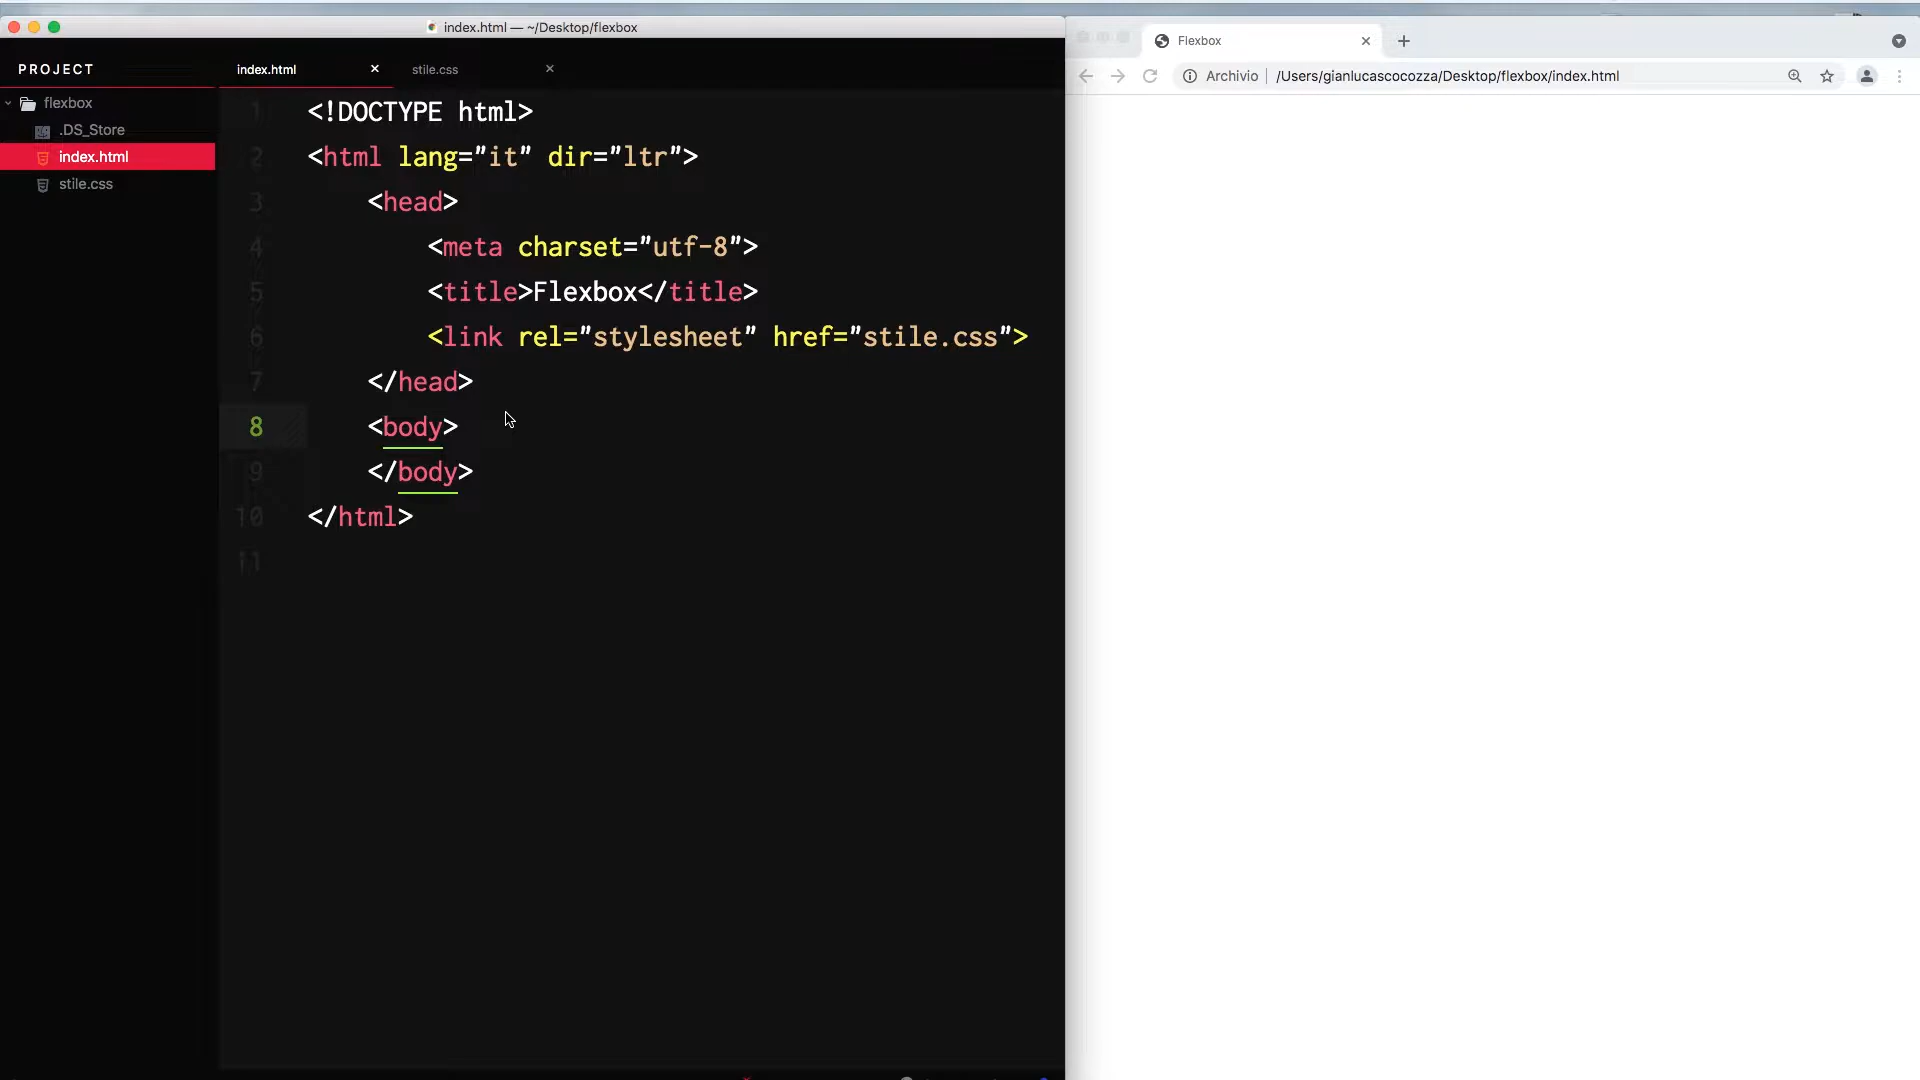 index.html — ~/Desktop/flexbox
PROJECT
flexbox
.DS_Store
index.html
stile.css
index.html
stile.css
1 <!DOCTYPE html>
2 <html lang="it" dir="ltr">
3 <head>
4 <meta charset="utf-8">
5 <title>Flexbox</title>
6 <link rel="stylesheet" href="stile.css">
7 </head>
8 <body>
9 </body>
10 </html>
11
Flexbox
Archivio
/Users/gianlucascocozza/Desktop/flexbox/index.html